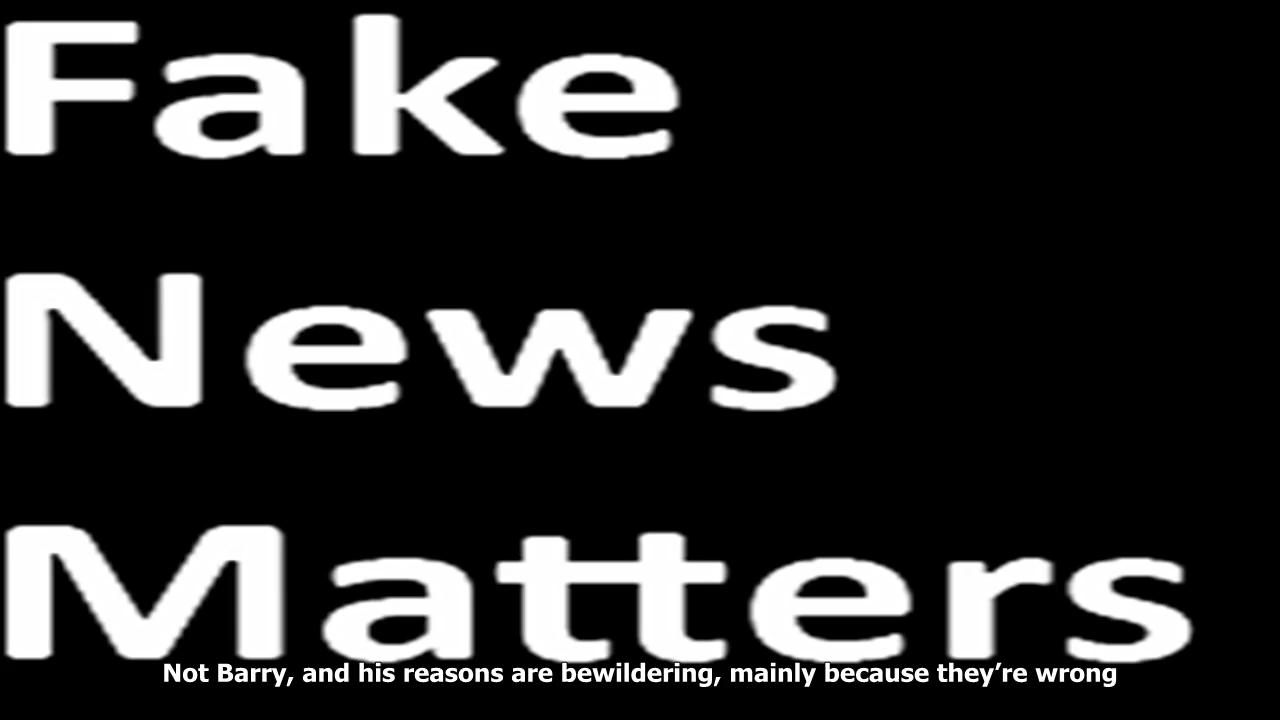 Fake
News
Matters
Not Barry, and his reasons are bewildering, mainly because they’re wrong